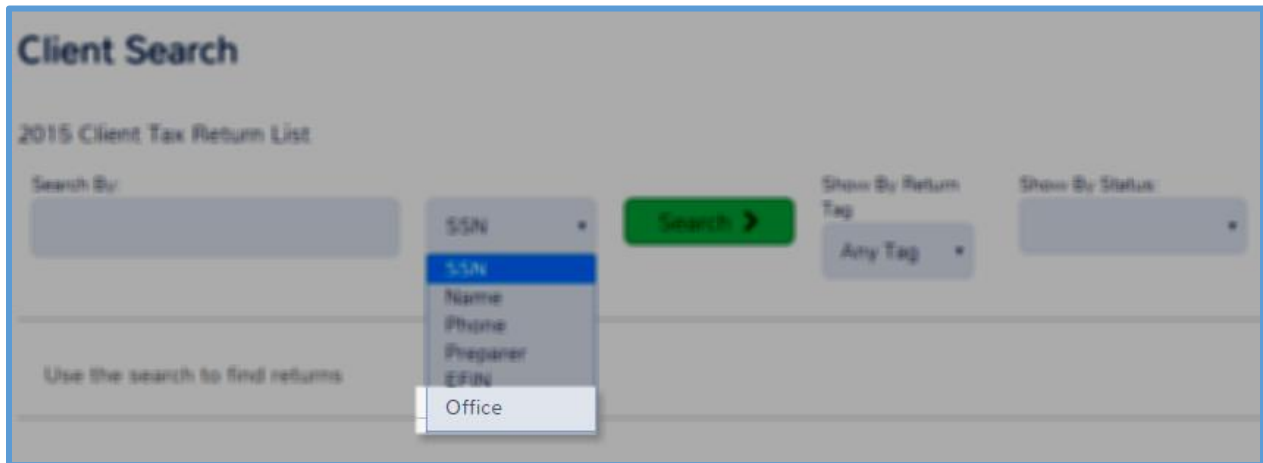 Client Search
2015 Client Tax Return List
Search By:
SSN
Search
Show By Return
Tag
Any Tag
Show By Status:
SSN
Name
Phone
Preparer
EFIN
Office
Use the search to find returns